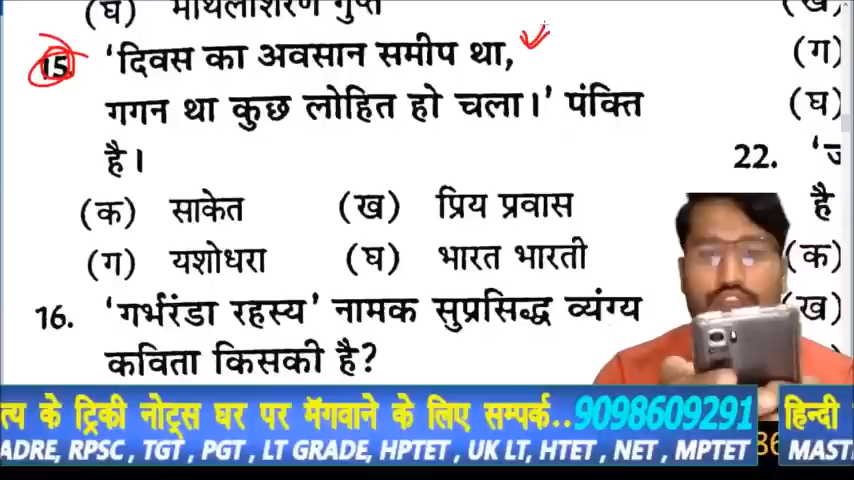 (घ) मैथिलीशरण गुप्त
15. 'दिवस का अवसान समीप था,
गगन था कुछ लोहित हो चला।' पंक्ति
है।
(क) साकेत (ख) प्रिय प्रवास
(ग) यशोधरा (घ) भारत भारती
16. 'गर्भरंडा रहस्य' नामक सुप्रसिद्ध व्यंग्य
कविता किसकी है?
(ख)
(ग)
(घ)
22.
है
(क)
(ख)
त्य के ट्रिकी नोट्स घर पर मॅगवाने के लिए सम्पर्क..9098609291 हिन्दी
ADRE, RPSC, TGT, PGT, LT GRADE, HPTET, UK LT, HTET, NET, MPTET MAST